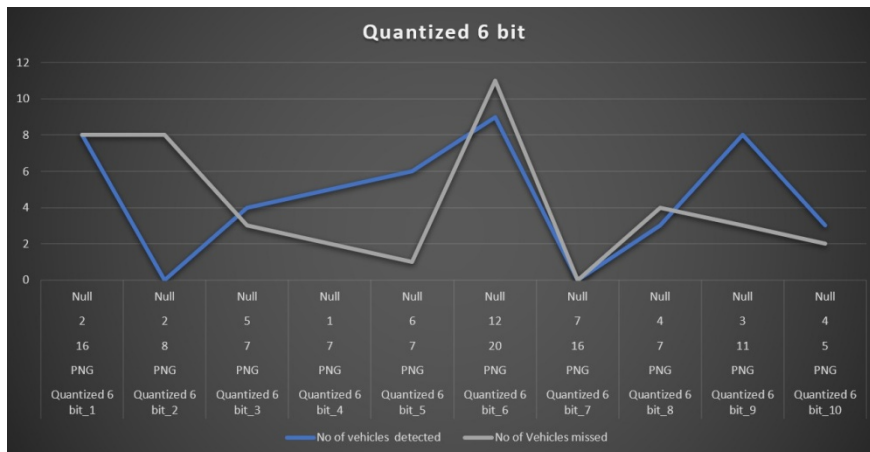 Quantized 6 bit
12
10
8
6
4
2
0
Null Null Null Null Null Null Null Null Null Null
2 2 5 1 6 12 7 4 3 4
16 8 7 7 7 20 16 7 11 5
PNG PNG PNG PNG PNG PNG PNG PNG PNG PNG
Quantized 6 Quantized 6 Quantized 6 Quantized 6 Quantized 6 Quantized 6 Quantized 6 Quantized 6 Quantized 6 Quantized 6
bit_1 bit_2 bit_3 bit_4 bit_5 bit_6 bit_7 bit_8 bit_9 bit_10
No of vehicles detected No of Vehicles missed